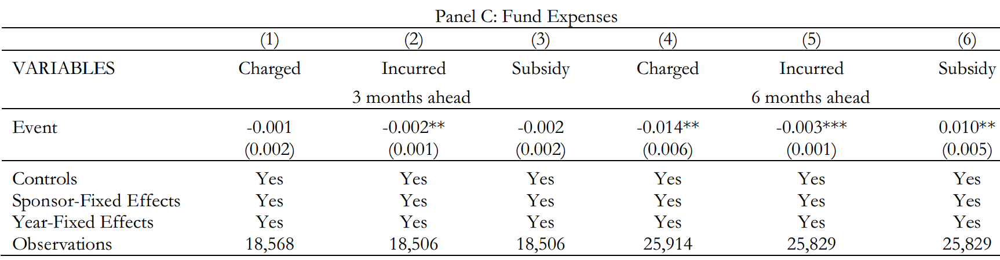 Panel C: Fund Expenses
(1) (2) (3) (4) (5) (6)
VARIABLES Charged Incurred Subsidy Charged Incurred Subsidy
3 months ahead 6 months ahead
Event -0.001 -0.002** -0.002 -0.014** -0.003*** 0.010**
(0.002) (0.001) (0.002) (0.006) (0.001) (0.005)
Controls Yes Yes Yes Yes Yes Yes
Sponsor-Fixed Effects Yes Yes Yes Yes Yes Yes
Year-Fixed Effects Yes Yes Yes Yes Yes Yes
Observations 18,568 18,506 18,506 25,914 25,829 25,829